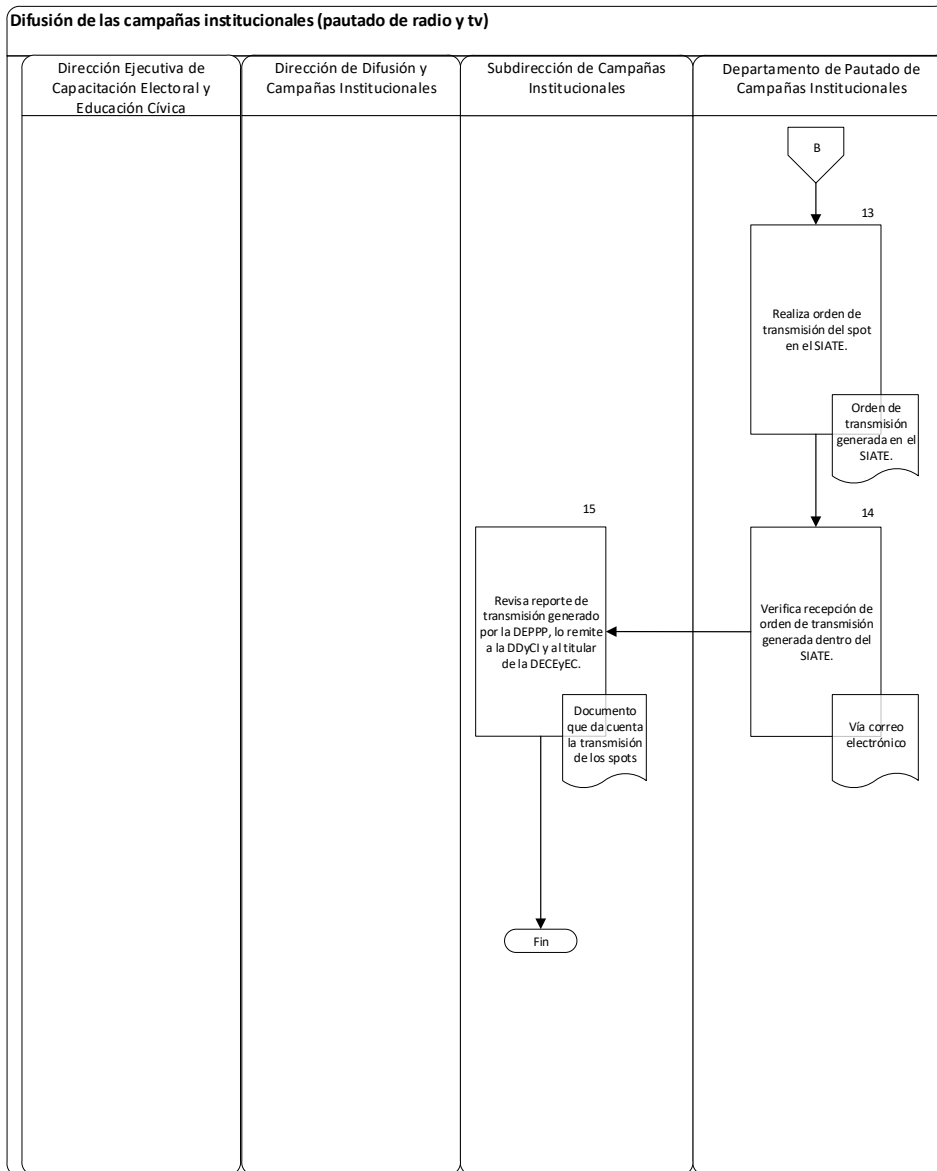 Difusión de las campañas institucionales (pautado de radio y tv)
Dirección Ejecutiva de
Capacitación Electoral y
Educación Cívica
Dirección de Difusión y
Campañas Institucionales
Subdirección de Campañas
Institucionales
Departamento de Pautado de
Campañas Institucionales
B
13
Realiza orden de
transmisión del spot
en el SIATE.
Orden de
transmisión
generada en el
SIATE.
14
Verifica recepción de
orden de transmisión
generada dentro del
SIATE.
Vía correo
electrónico
15
Revisa reporte de
transmisión generado
por la DEPPP, lo remite
a la DDyCI y al titular
de la DECEyEC.
Documento
que da cuenta
la transmisión
de los spots
Fin